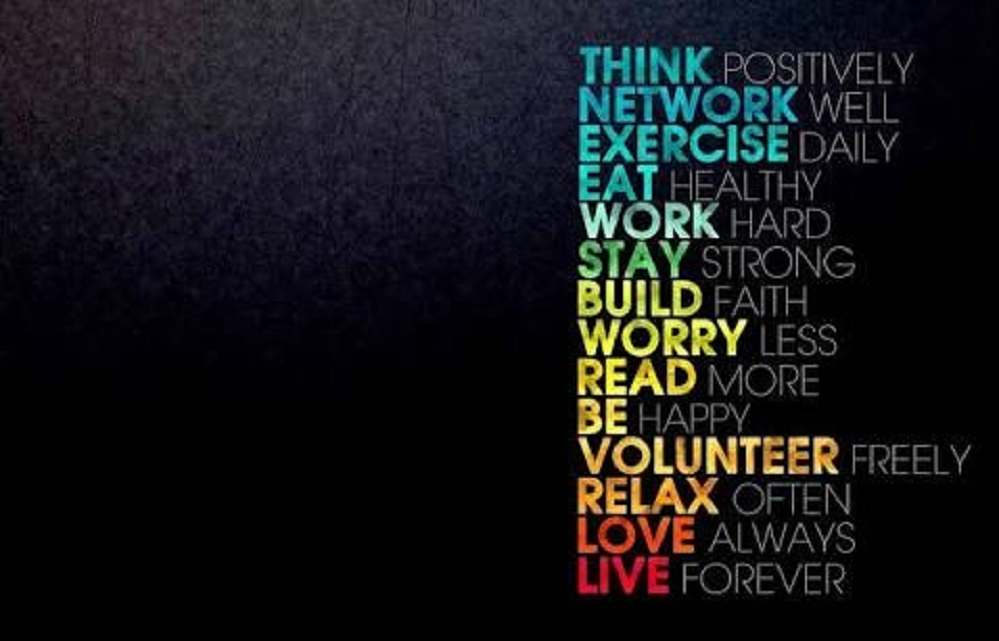 THINK POSITIVELY
NETWORK WELL
EXERCISE DAILY
EAT HEALTHY
WORK HARD
STAY STRONG
BUILD FAITH
WORRY LESS
READ MORE
BE HAPPY
VOLUNTEER FREELY
RELAX OFTEN
LOVE ALWAYS
LIVE FOREVER